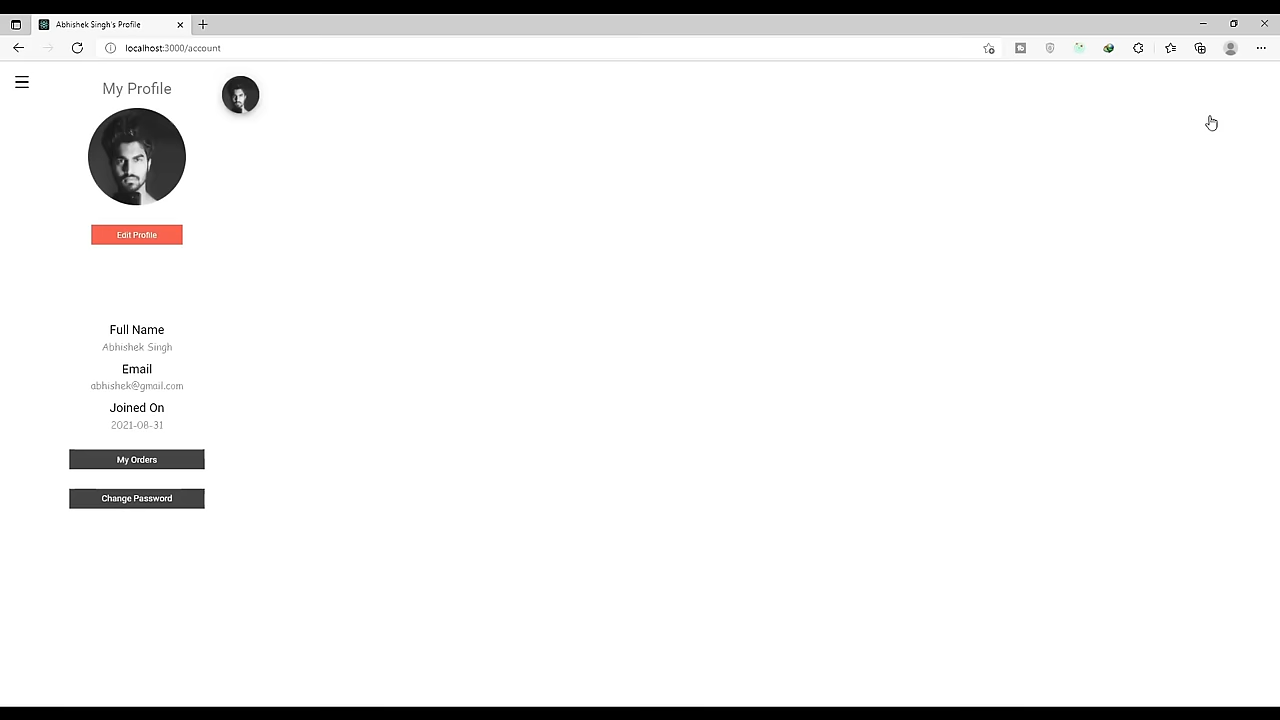 Abhishek Singh's Profile
localhost:3000/account
My Profile
Edit Profile
Full Name
Abhishek Singh
Email
abhishek@gmail.com
Joined On
2021-08-31
My Orders
Change Password